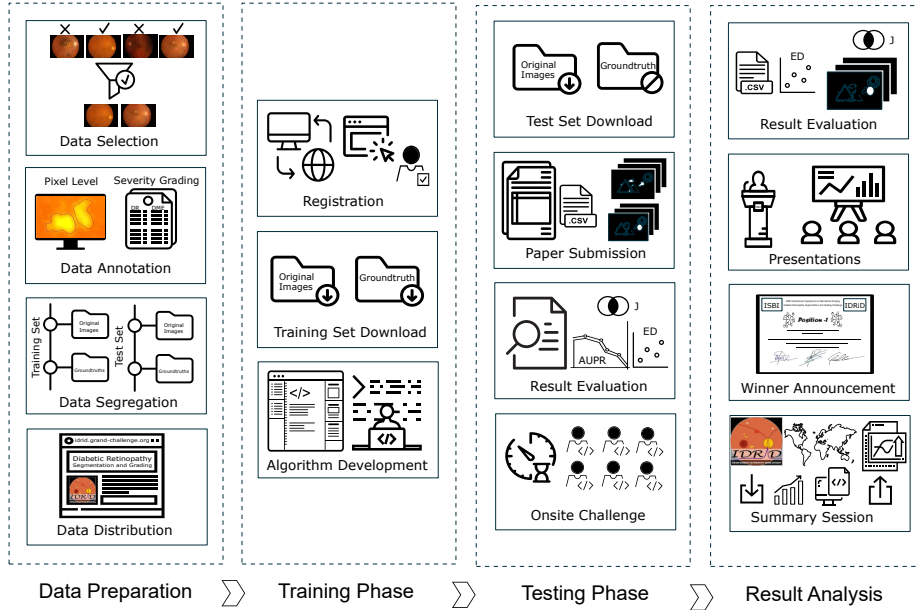 Data Selection
Pixel Level
Severity Grading
DR
DME
Data Annotation
Training Set
Original
Images
Groundtruths
Test Set
Original
Images
Groundtruths
Data Segregation
idrid.grand-challenge.org
Diabetic Retinopathy
Segmentation and Grading
IDRiD
Data Distribution
Registration
Original
Images
Groundtruth
Training Set Download
</>
</>
Algorithm Development
Original
Images
Groundtruth
Test Set Download
.CSV
Paper Submission
J
AUPR
ED
Result Evaluation
</>
</>
</>
</>
</>
</>
Onsite Challenge
.CSV
ED
J
Result Evaluation
Presentations
ISBI
IDRiD
Position -1
Winner Announcement
IDRiD
</>
Summary Session
Data Preparation
Training Phase
Testing Phase
Result Analysis